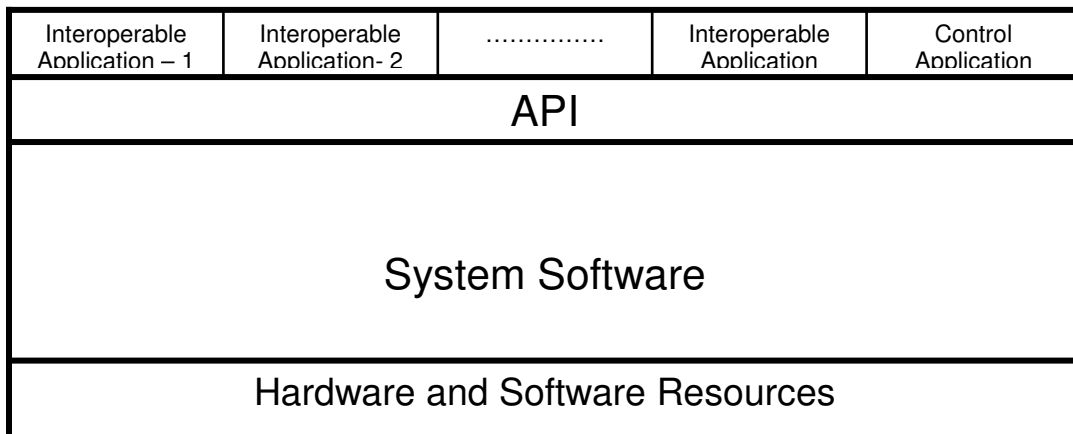 Interoperable
Application – 1
Interoperable
Application- 2
...............
Interoperable
Application
Control
Application
API
System Software
Hardware and Software Resources